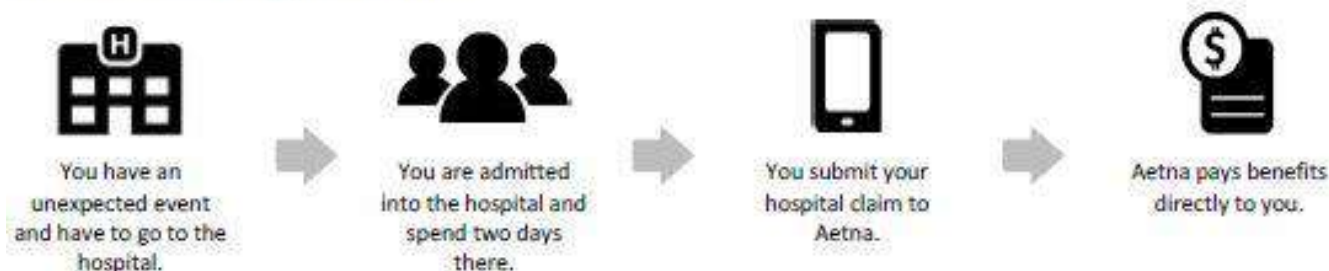 H
$
You have an
unexpected event
and have to go to the
hospital.
You are admitted
into the hospital and
spend two days
there.
You submit your
hospital claim to
Aetna.
Aetna pays benefits
directly to you.